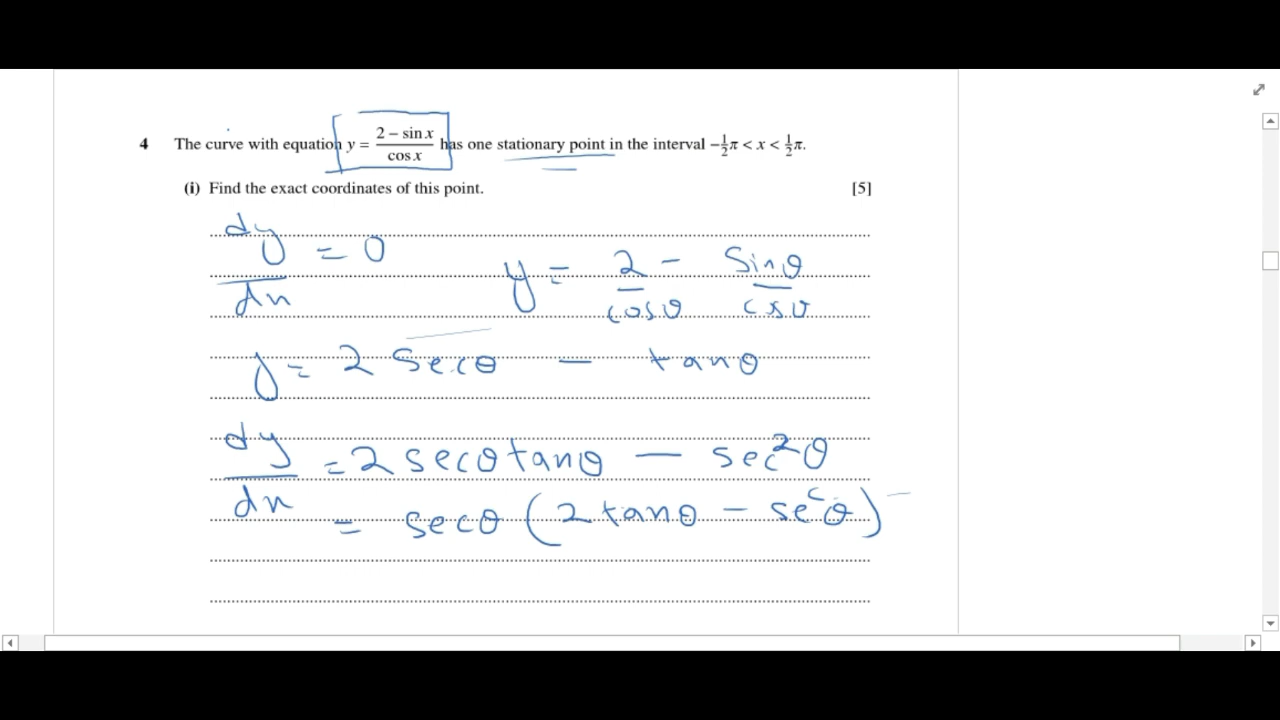 4 The curve with equation y = (2 − sin x)/(cos x) has one stationary point in the interval −½π < x < ½π.
(i) Find the exact coordinates of this point. [5]
dy/dx = 0
y = 2/cosθ − sinθ/cosθ
y = 2 secθ − tanθ
dy/dx = 2 secθ tanθ − sec²θ
= secθ (2 tanθ − secθ)